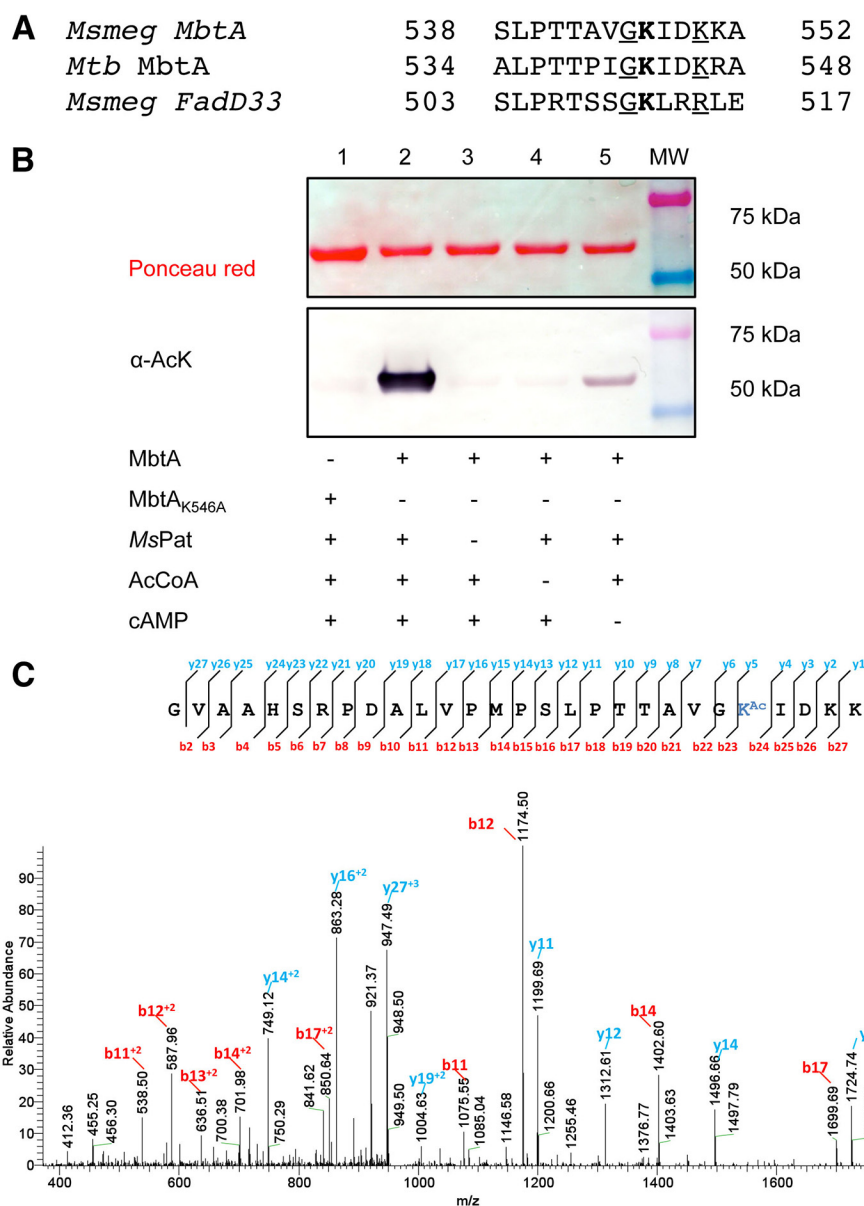 A Msmeg MbtA 538 SLPTTAVGKIDKKA 552
Mtb MbtA 534 ALPTTPIGKIDKRA 548
Msmeg FadD33 503 SLPRTSSGKLRRLE 517
B 1 2 3 4 5 MW
75 kDa
Ponceau red 50 kDa
75 kDa
α-AcK 50 kDa
MbtA - + + + +
MbtAK546A + - - - -
MsPat + + - + +
AcCoA + + + - +
cAMP + + + + -
C y27 y26 y25 y24 y23 y22 y21 y20 y19 y18 y17 y16 y15 y14 y13 y12 y11 y10 y9 y8 y7 y6 y5 y4 y3 y2 y1
G V A A H S R P D A L V P M P S L P T T A V G KAc I D K K
b2 b3 b4 b5 b6 b7 b8 b9 b10 b11 b12 b13 b14 b15 b16 b17 b18 b19 b20 b21 b22 b23 b24 b25 b26 b27
Relative Abundance
90
80
70
60
50
40
30
20
10
0
412.36
455.25
456.30
b11+2
538.50
b12+2
587.96
b13+2
636.51
700.38
b14+2
701.98
y14+2
749.12
750.29
841.62
b17+2
850.64
y16+2
863.28
921.37
y27+3
947.49
948.50
949.50
y19+2
1004.63
b11
1075.55
1085.04
1146.58
b12
1174.50
y11
1199.69
1200.66
1255.46
y12
1312.61
1376.77
b14
1402.60
1403.63
y14
1496.66
1497.79
b17
1699.69
y
1724.74
400 600 800 1000 1200 1400 1600
m/z